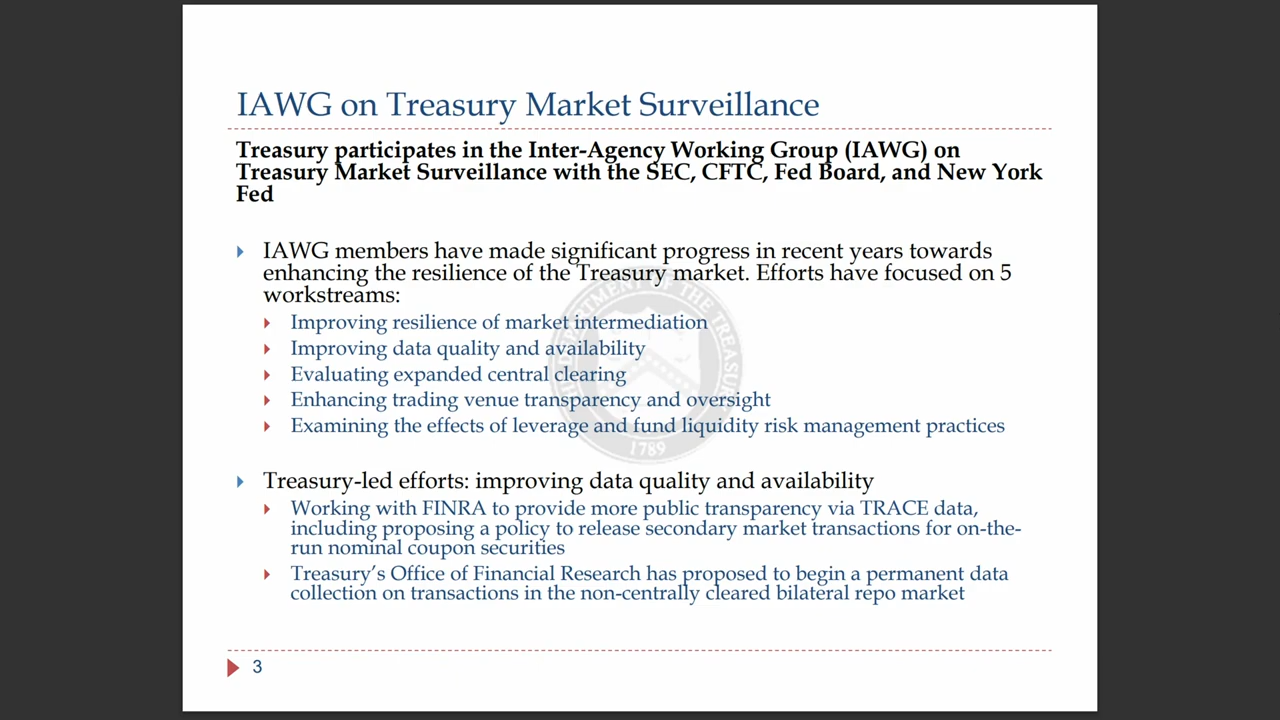 IAWG on Treasury Market Surveillance
Treasury participates in the Inter-Agency Working Group (IAWG) on
Treasury Market Surveillance with the SEC, CFTC, Fed Board, and New York
Fed
IAWG members have made significant progress in recent years towards
enhancing the resilience of the Treasury market. Efforts have focused on 5
workstreams:
Improving resilience of market intermediation
Improving data quality and availability
Evaluating expanded central clearing
Enhancing trading venue transparency and oversight
Examining the effects of leverage and fund liquidity risk management practices
1789
Treasury-led efforts: improving data quality and availability
Working with FINRA to provide more public transparency via TRACE data,
including proposing a policy to release secondary market transactions for on-the-
run nominal coupon securities
Treasury's Office of Financial Research has proposed to begin a permanent data
collection on transactions in the non-centrally cleared bilateral repo market
3